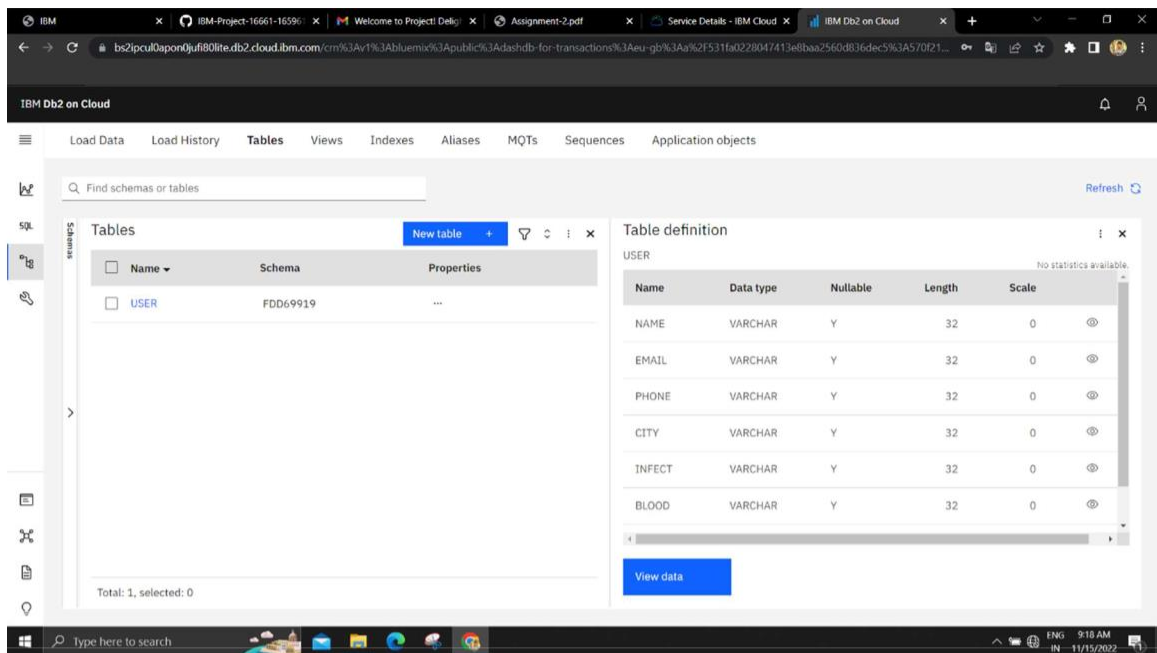 IBM
IBM-Project-16661-16596
Welcome to Project! Deligh
Assignment-2.pdf
Service Details - IBM Cloud
IBM Db2 on Cloud
bs2ipcul0apon0jufi80lite.db2.cloud.ibm.com/crn%3Av1%3Abluemix%3Apublic%3Adashdb-for-transactions%3Aeu-gb%3Aa%2F531fa0228047413e8baa2560d836dec5%3A570f21...
IBM Db2 on Cloud
Load Data Load History Tables Views Indexes Aliases MQTs Sequences Application objects
Find schemas or tables
Refresh
SQL
Schemas
Tables
New table +
Name Schema Properties
USER FDD69919 ...
Total: 1, selected: 0
Table definition
USER
No statistics available.
Name Data type Nullable Length Scale
NAME VARCHAR Y 32 0
EMAIL VARCHAR Y 32 0
PHONE VARCHAR Y 32 0
CITY VARCHAR Y 32 0
INFECT VARCHAR Y 32 0
BLOOD VARCHAR Y 32 0
View data
Type here to search
ENG 9:18 AM
IN 11/15/2022